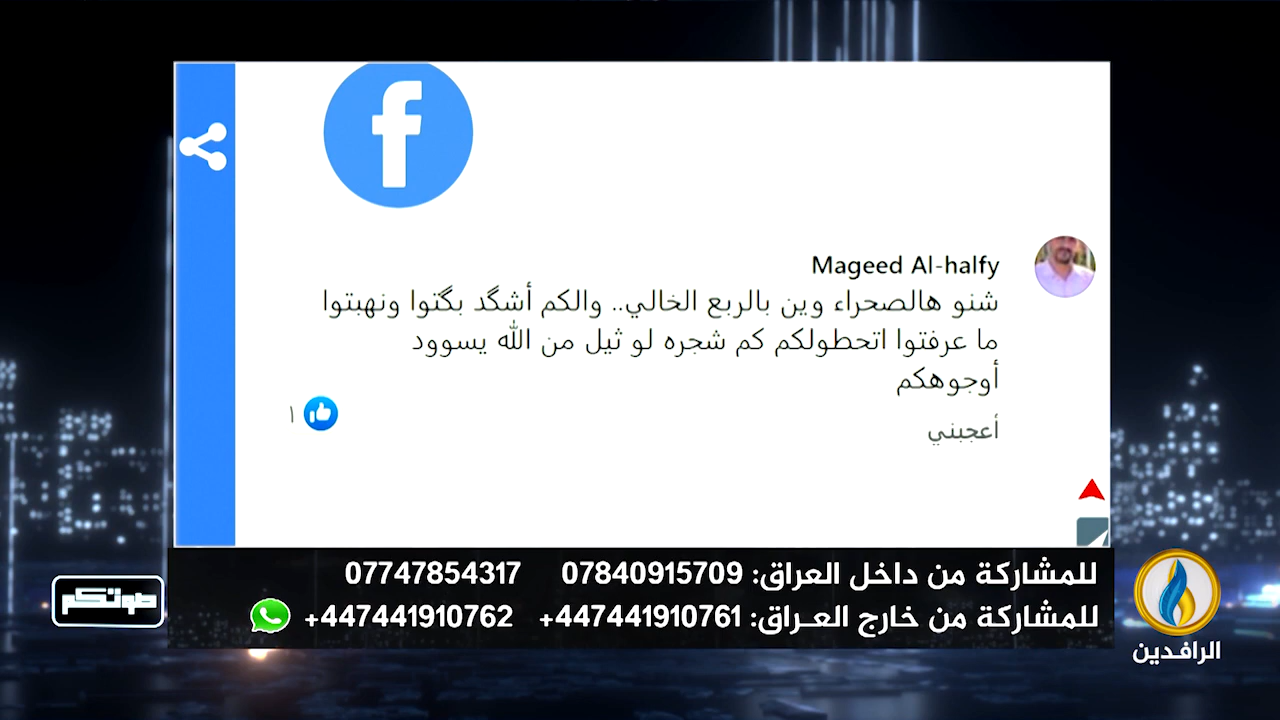 f
Mageed Al-halfy
شنو هالصحراء وين بالربع الخالي.. والكم أشگد بگتوا ونهبتوا
ما عرفتوا اتحطولكم كم شجره لو ثيل من الله يسوود
أوجوهكم
١
أعجبني
للمشاركة من داخل العراق: 07840915709 07747854317
للمشاركة من خارج العـراق: 447441910761+ 447441910762+
صوتكم
الرافدين